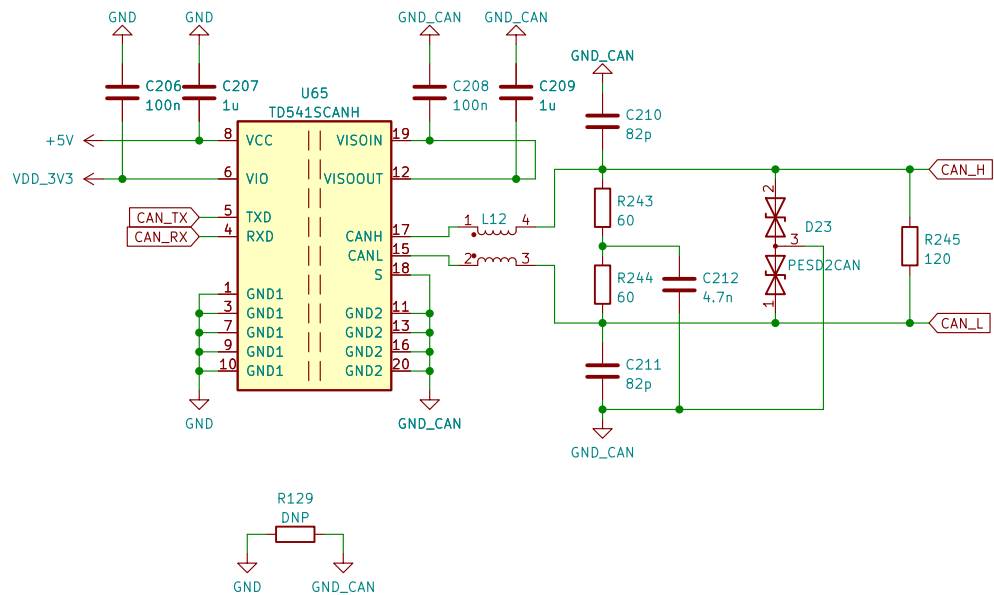 GND
GND
GND_CAN
GND_CAN
GND_CAN
C206
100n
C207
1u
C208
100n
C209
1u
C210
82p
U65
TD541SCANH
+5V
8
VCC
VISOIN
19
VDD_3V3
6
VIO
VISOOUT
12
CAN_TX
5
TXD
CAN_RX
4
RXD
CANH
17
CANL
15
S
18
1
GND1
3
GND1
GND2
11
7
GND1
GND2
13
9
GND1
GND2
16
10
GND1
GND2
20
GND
GND_CAN
L12
1
4
2
3
R243
60
R244
60
C212
4.7n
C211
82p
GND_CAN
2
D23
3
PESD2CAN
1
R245
120
CAN_H
CAN_L
R129
DNP
GND
GND_CAN